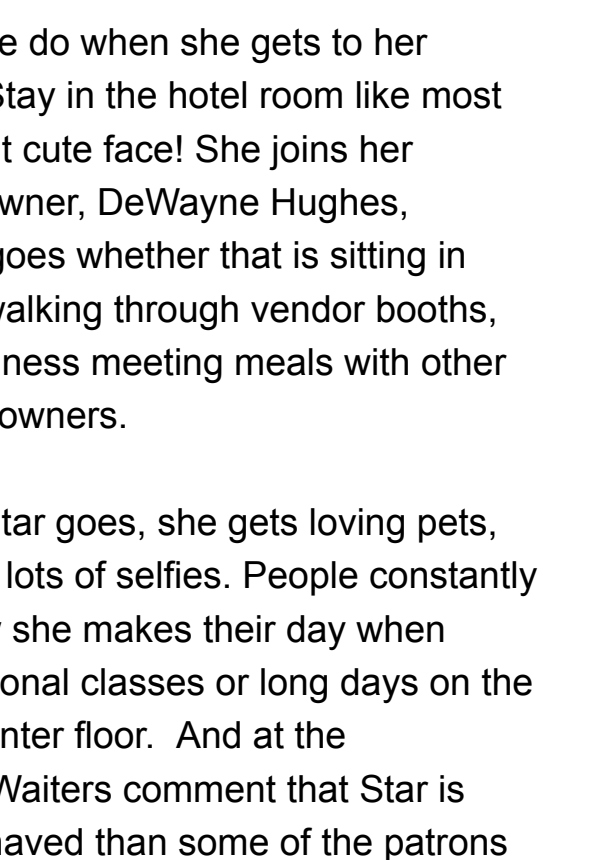 e do when she gets to her
Stay in the hotel room like most
t cute face! She joins her
wner, DeWayne Hughes,
goes whether that is sitting in
walking through vendor booths,
ness meeting meals with other
owners.
tar goes, she gets loving pets,
lots of selfies. People constantly
she makes their day when
onal classes or long days on the
nter floor.  And at the
Waiters comment that Star is
haved than some of the patrons